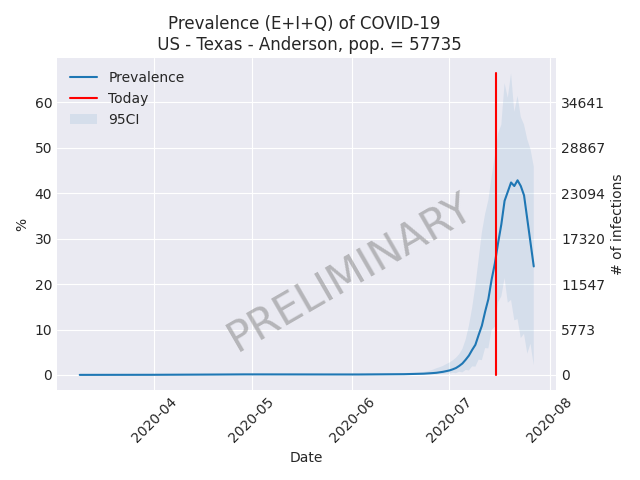 Prevalence (E+I+Q) of COVID-19
US - Texas - Anderson, pop. = 57735
Prevalence
Today
95CI
60
50
40
30
20
10
0
%
34641
28867
23094
17320
11547
5773
0
# of infections
PRELIMINARY
2020-04
2020-05
2020-06
2020-07
2020-08
Date